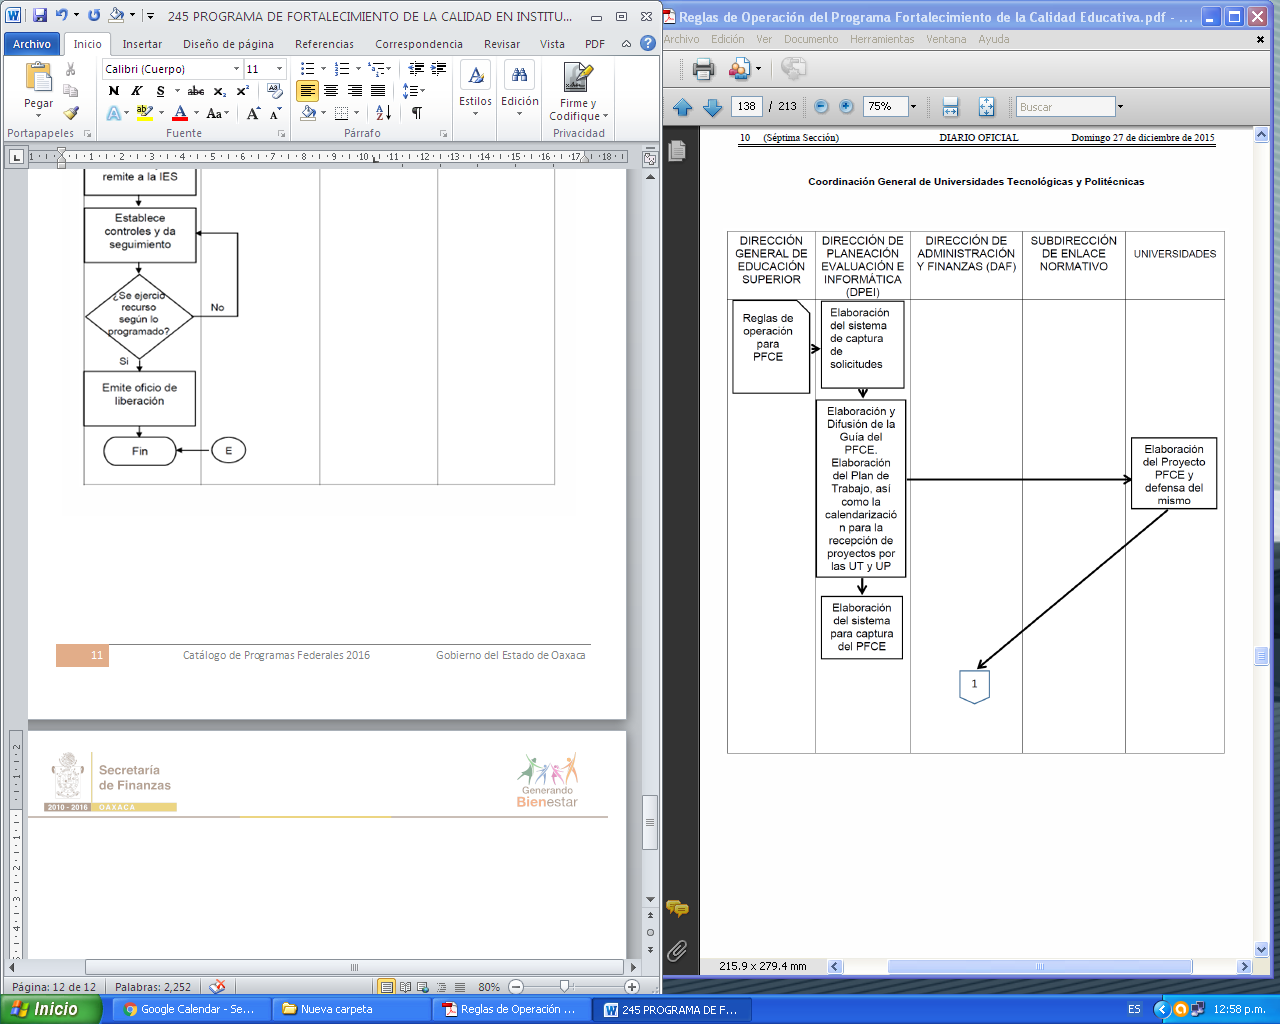 245 PROGRAMA DE FORTALECIMIENTO DE LA CALIDAD EN INSTITU...
Archivo Inicio Insertar Diseño de página Referencias Correspondencia Revisar Vista PDF
Calibri (Cuerpo) 11
Pegar
Estilos
Edición
Firme y
Codifique
Portapapeles Fuente Párrafo Privacidad
remite a la IES
Establece
controles y da
seguimiento
¿Se ejerció
recurso
según lo
programado?
No
Si
Emite oficio de
liberación
Fin
E
11 Catálogo de Programas Federales 2016 Gobierno del Estado de Oaxaca
Secretaría
de Finanzas
2010 - 2016 OAXACA
Generando
Bienestar
Página: 12 de 12 Palabras: 2,252 80%
Reglas de Operación del Programa Fortalecimiento de la Calidad Educativa.pdf - ...
Archivo Edición Ver Documento Herramientas Ventana Ayuda
138 / 213 75% Buscar
10 (Séptima Sección) DIARIO OFICIAL Domingo 27 de diciembre de 2015
Coordinación General de Universidades Tecnológicas y Politécnicas
DIRECCIÓN
GENERAL DE
EDUCACIÓN
SUPERIOR
DIRECCIÓN DE
PLANEACIÓN
EVALUACIÓN E
INFORMÁTICA
(DPEI)
DIRECCIÓN DE
ADMINISTRACIÓN
Y FINANZAS (DAF)
SUBDIRECCIÓN
DE ENLACE
NORMATIVO
UNIVERSIDADES
Reglas de
operación
para
PFCE
Elaboración
del sistema
de captura
de
solicitudes
Elaboración y
Difusión de la
Guía del
PFCE.
Elaboración
del Plan de
Trabajo, así
como la
calendarizació
n para la
recepción de
proyectos por
las UT y UP
Elaboración
del Proyecto
PFCE y
defensa del
mismo
Elaboración
del sistema
para captura
del PFCE
1
215.9 x 279.4 mm
Inicio Google Calendar - Se... Nueva carpeta Reglas de Operación ... 245 PROGRAMA DE F... ES 12:58 p.m.